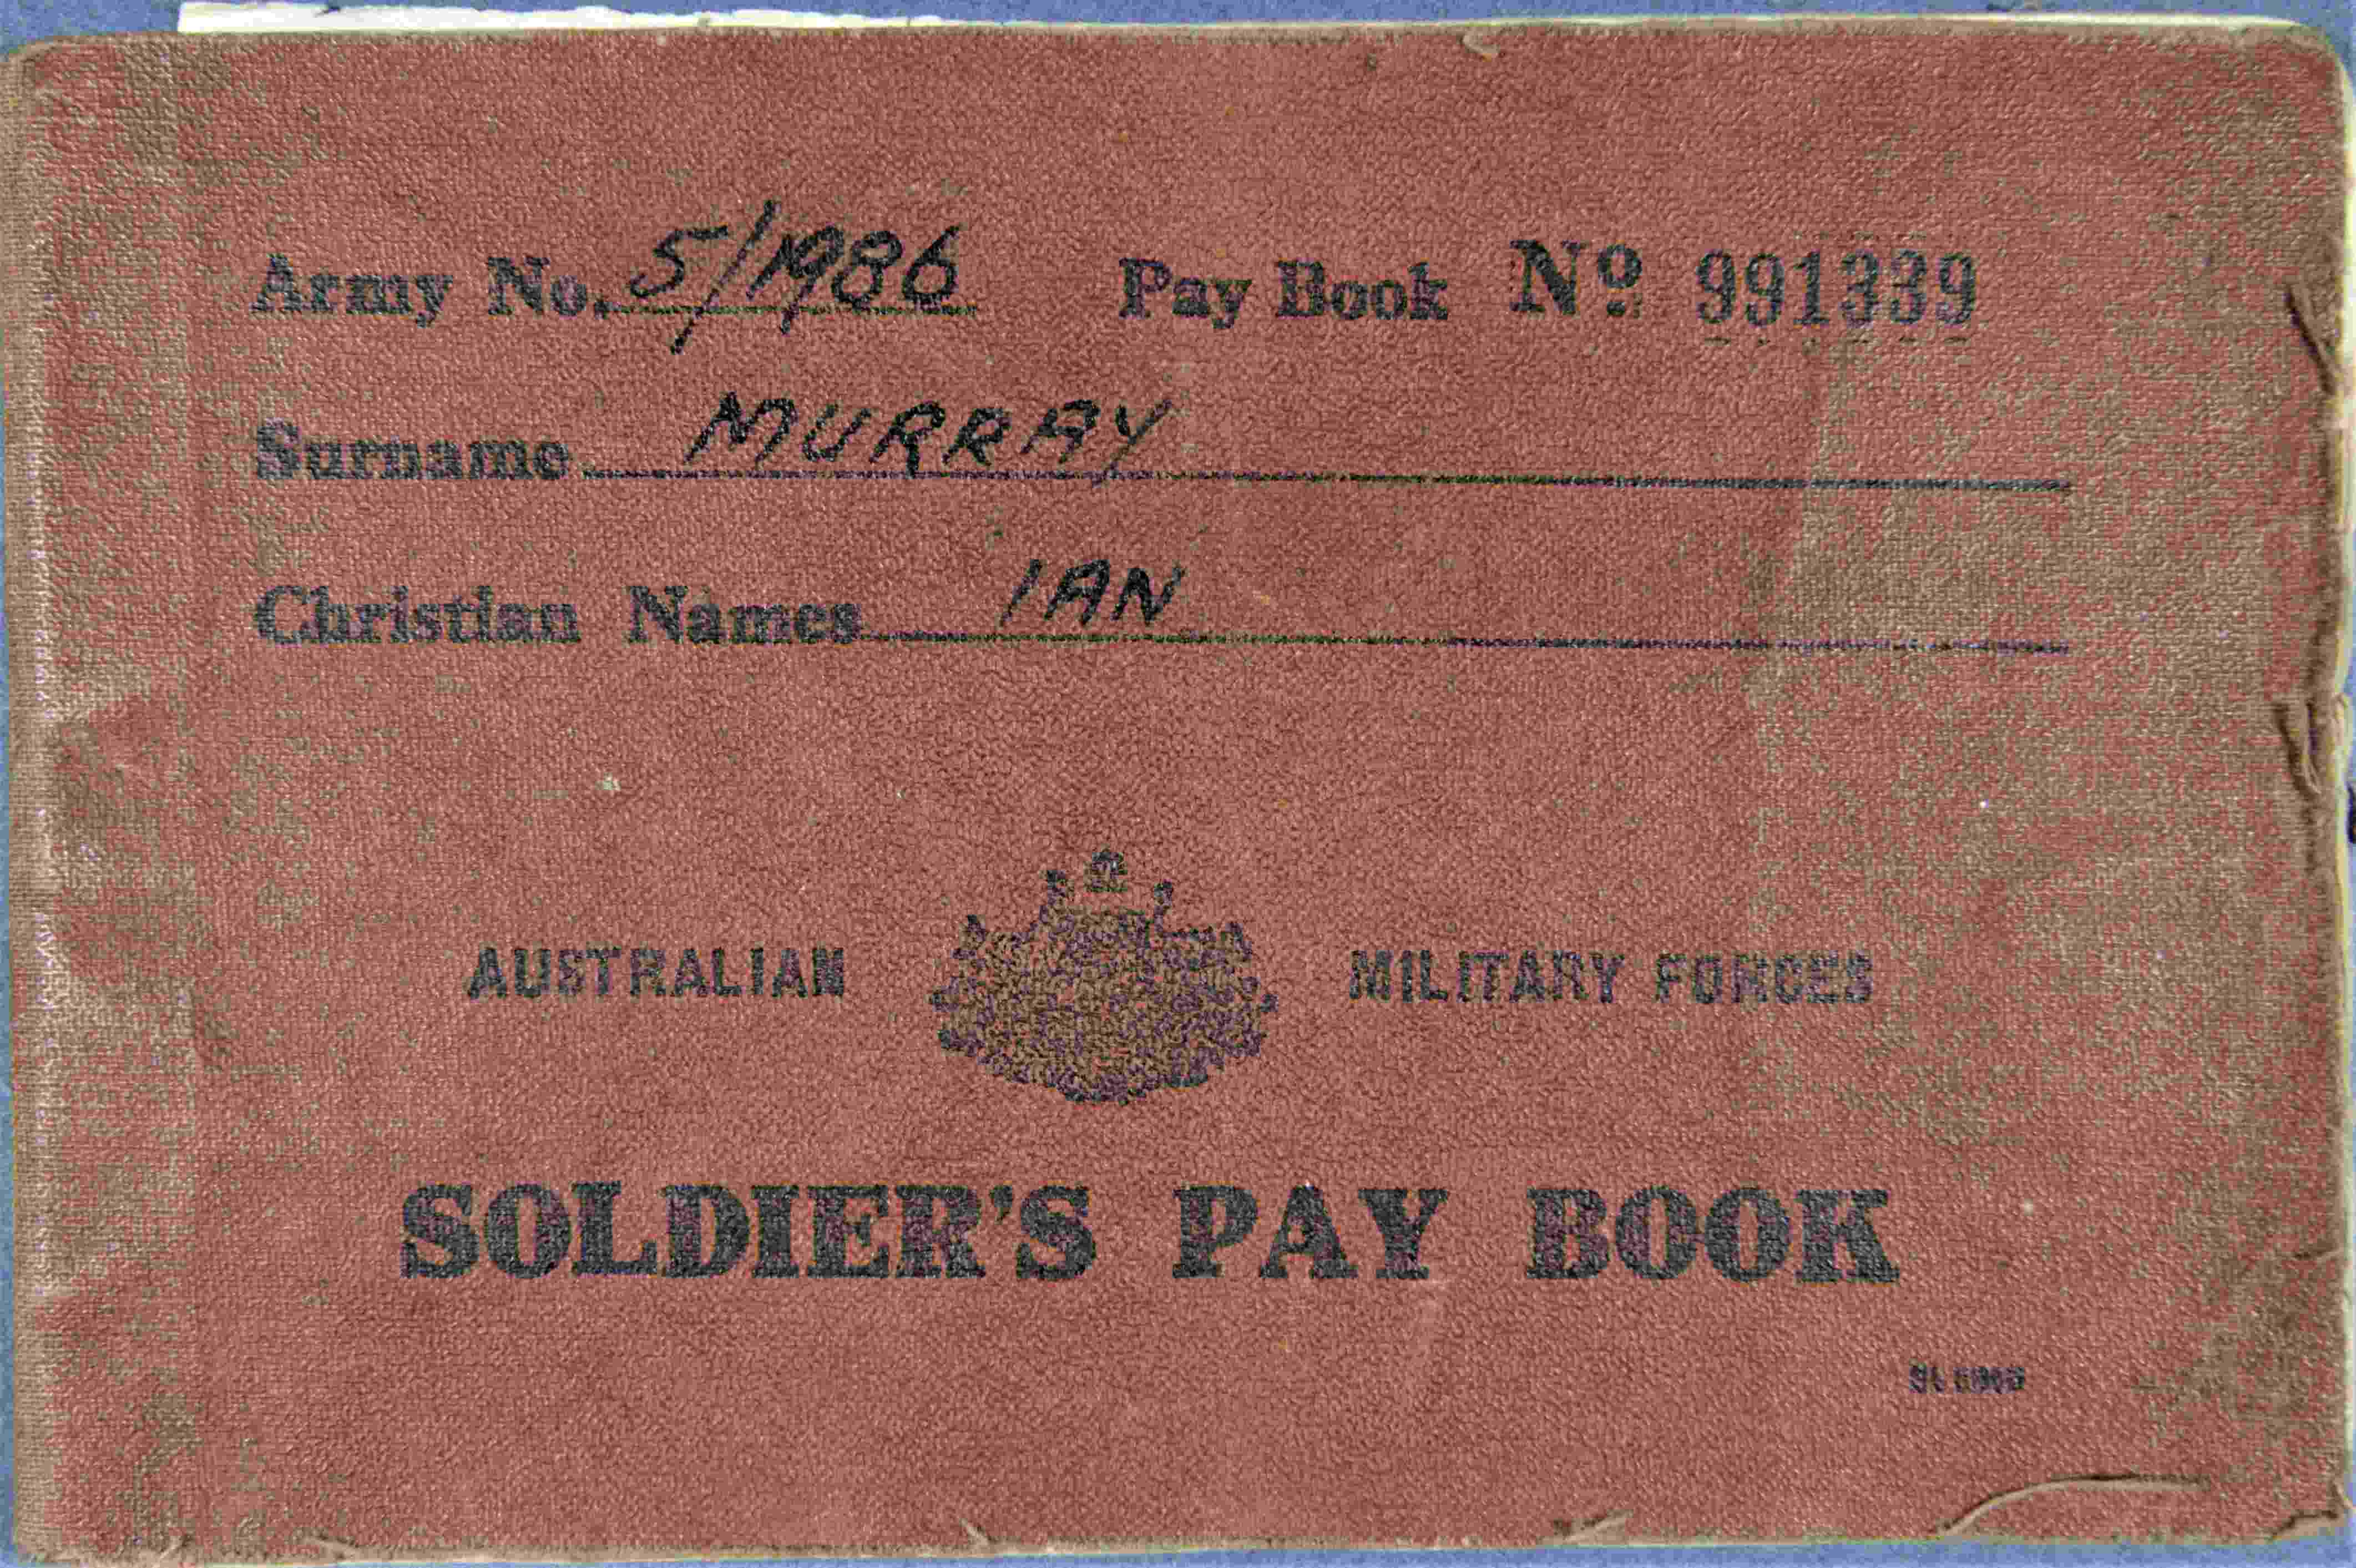 Army No. 5/1986 Pay Book Nº 991339
Surname MURRAY
Christian Names IAN
AUSTRALIAN MILITARY FORCES
SOLDIER'S PAY BOOK